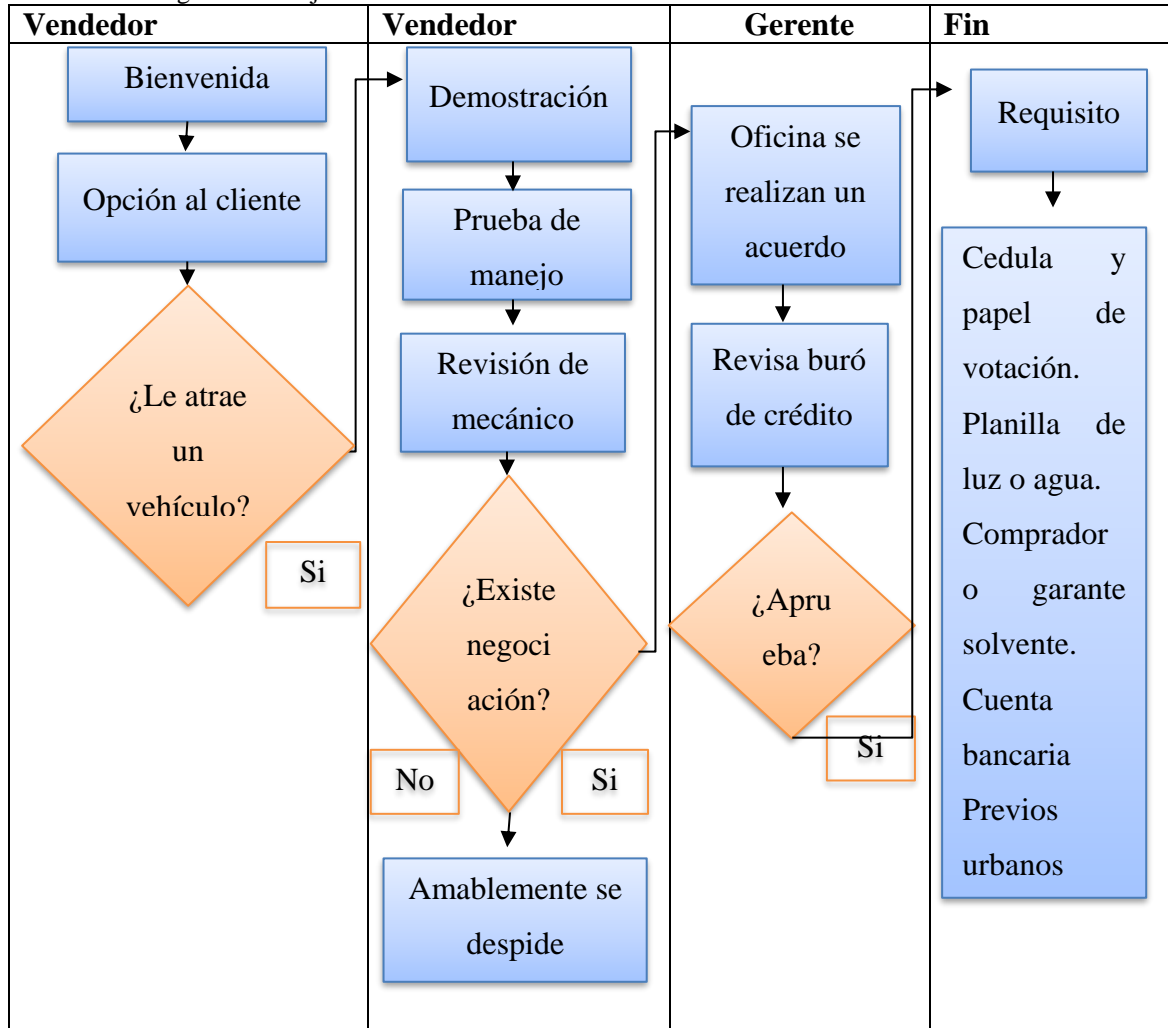 Vendedor
Bienvenida
Opción al cliente
¿Le atrae
un
vehículo?
Si
Vendedor
Demostración
Prueba de
manejo
Revisión de
mecánico
¿Existe
negoci
ación?
No
Si
Amablemente se
despide
Gerente
Oficina se
realizan un
acuerdo
Revisa buró
de crédito
¿Apru
eba?
Si
Fin
Requisito
Cedula y
papel de
votación.
Planilla de
luz o agua.
Comprador
o garante
solvente.
Cuenta
bancaria
Previos
urbanos